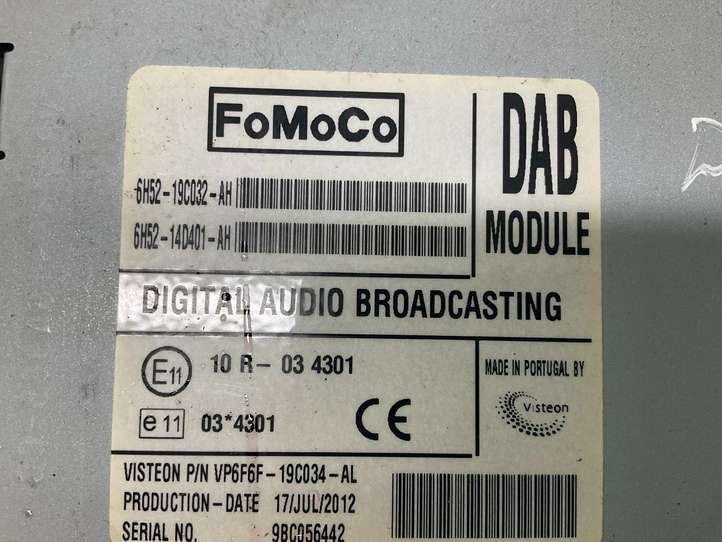 FoMoCo
DAB
MODULE
6H52-19C032-AH
6H52-14D401-AH
DIGITAL AUDIO BROADCASTING
E11 10 R- 03 4301
e 11 03*4301 CE
MADE IN PORTUGAL BY
Visteon
VISTEON P/N VP6F6F-19C034-AL
PRODUCTION-DATE 17/JUL/2012
SERIAL NO. 9BC056442